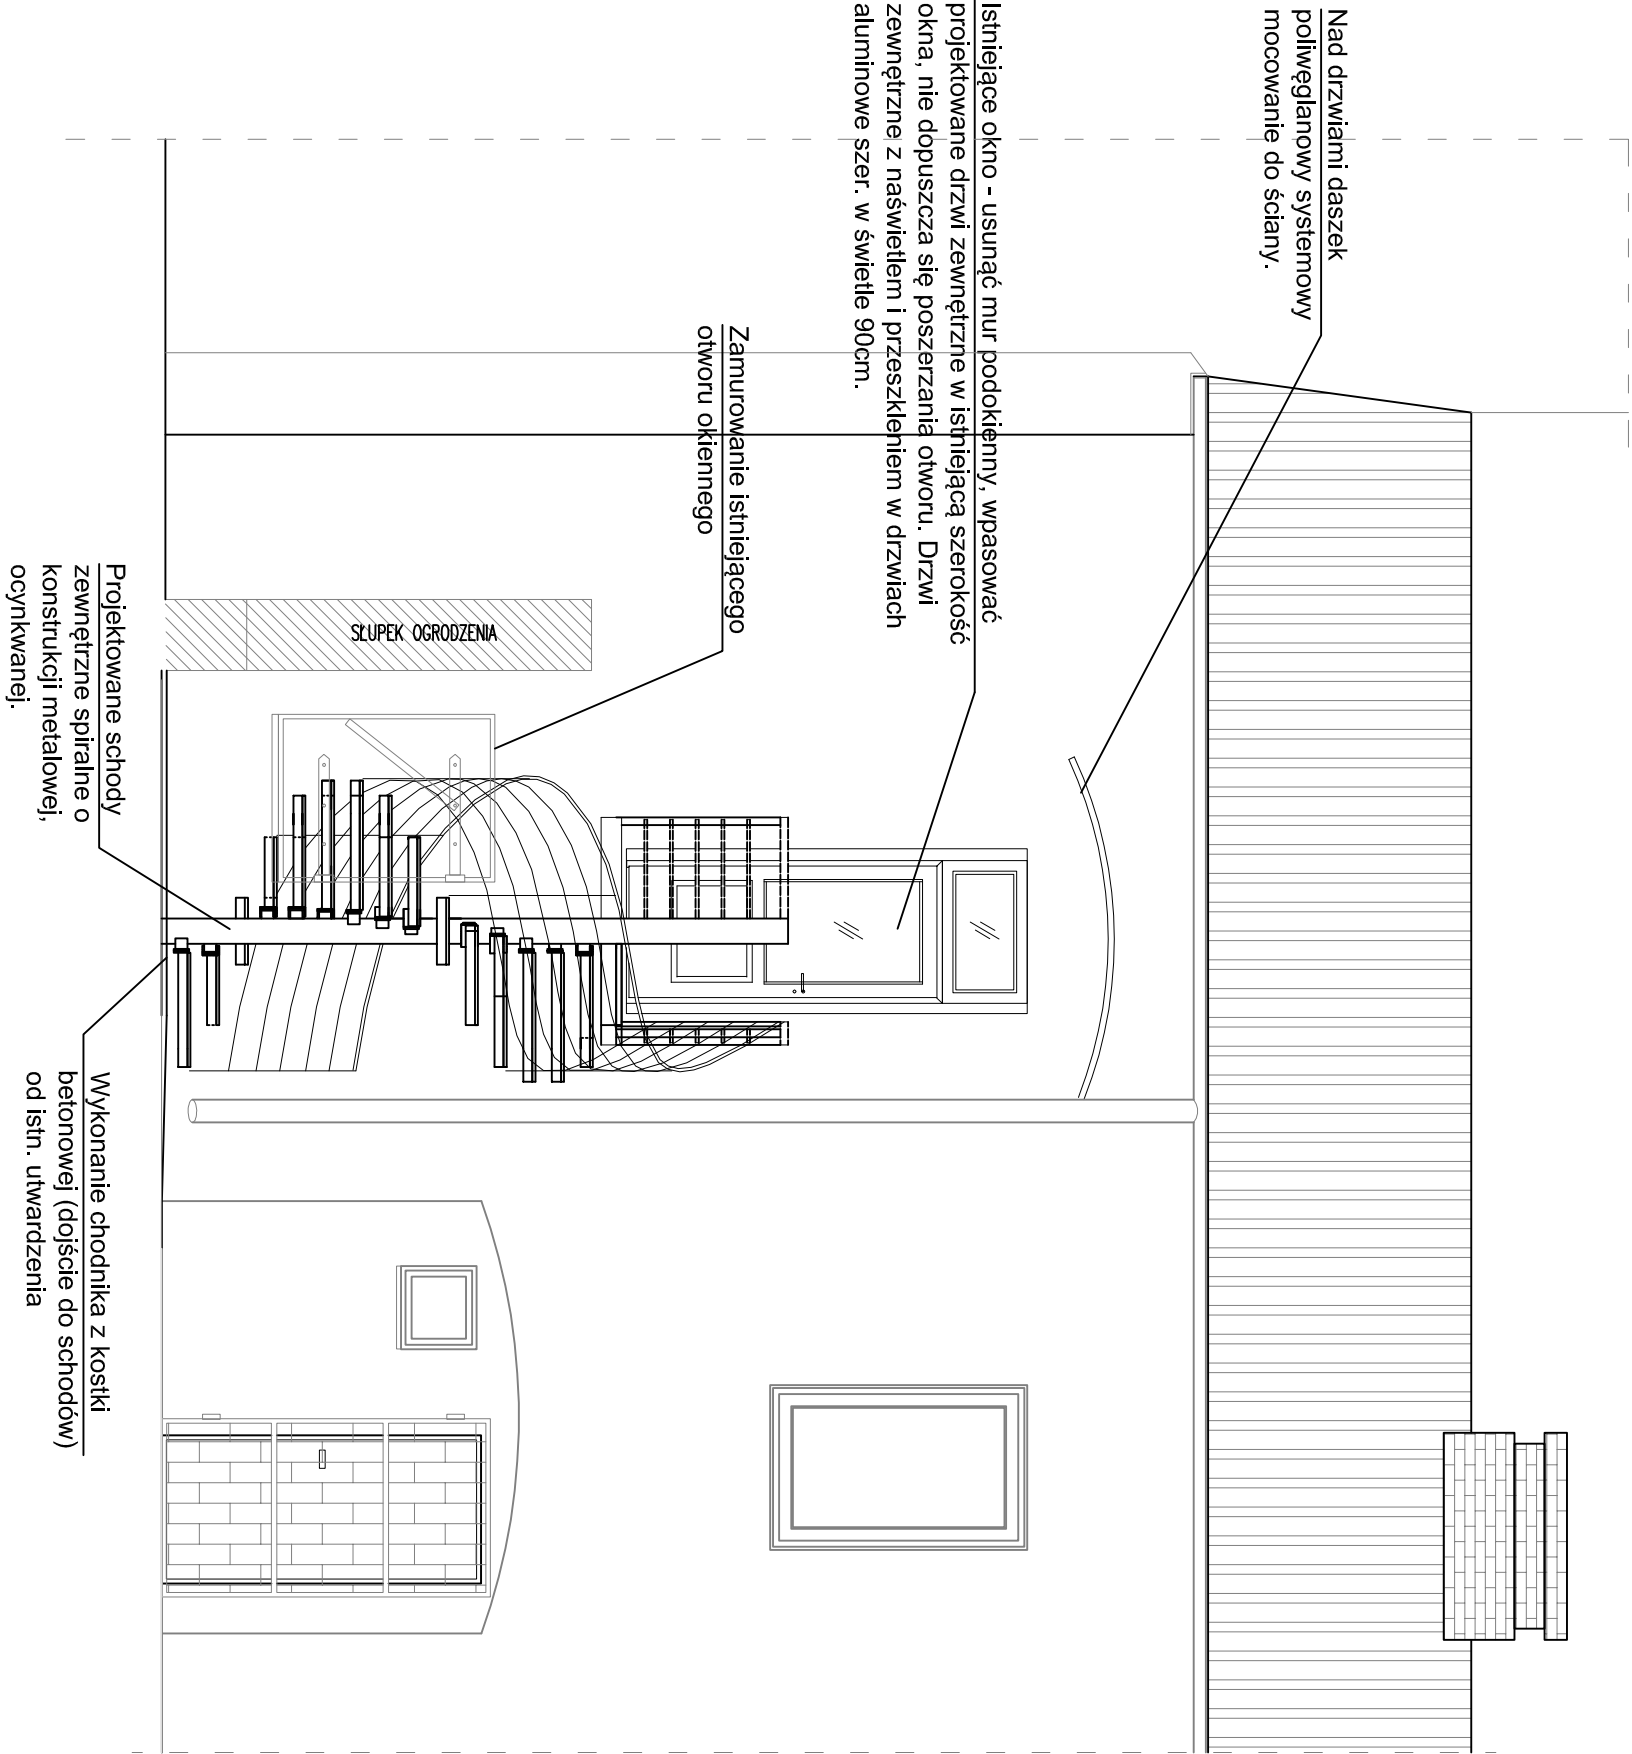 Nad drzwiami daszek
poliwęglanowy systemowy
mocowanie do ściany.
Istniejące okno - usunąć mur podokienny, wpasować
projektowane drzwi zewnętrzne w istniejącą szerokość
okna, nie dopuszcza się poszerzania otworu. Drzwi
zewnętrzne z naświetlem i przeszkleniem w drzwiach
aluminowe szer. w świetle 90cm.
Zamurowanie istniejącego
otworu okiennego
SŁUPEK OGRODZENIA
Projektowane schody
zewnętrzne spiralne o
konstrukcji metalowej,
ocynkwanej.
Wykonanie chodnika z kostki
betonowej (dojście do schodów)
od istn. utwardzenia